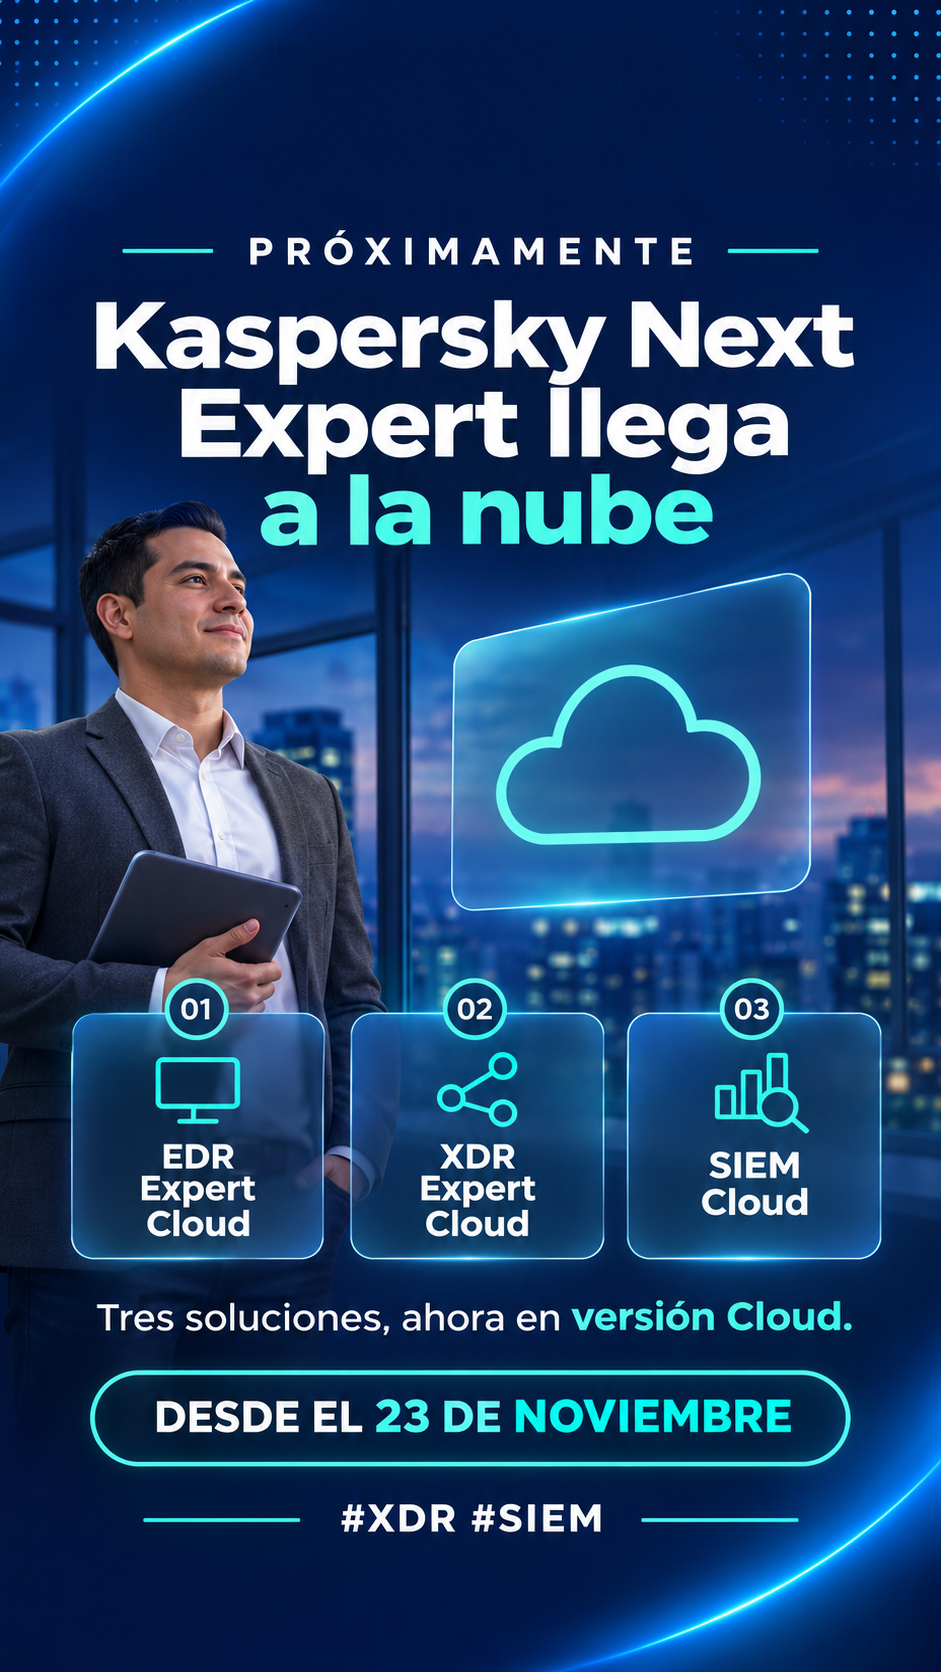 PRÓXIMAMENTE
Kaspersky Next
Expert llega
a la nube
01
EDR
Expert
Cloud
02
XDR
Expert
Cloud
03
SIEM
Cloud
Tres soluciones, ahora en versión Cloud.
DESDE EL 23 DE NOVIEMBRE
#XDR #SIEM